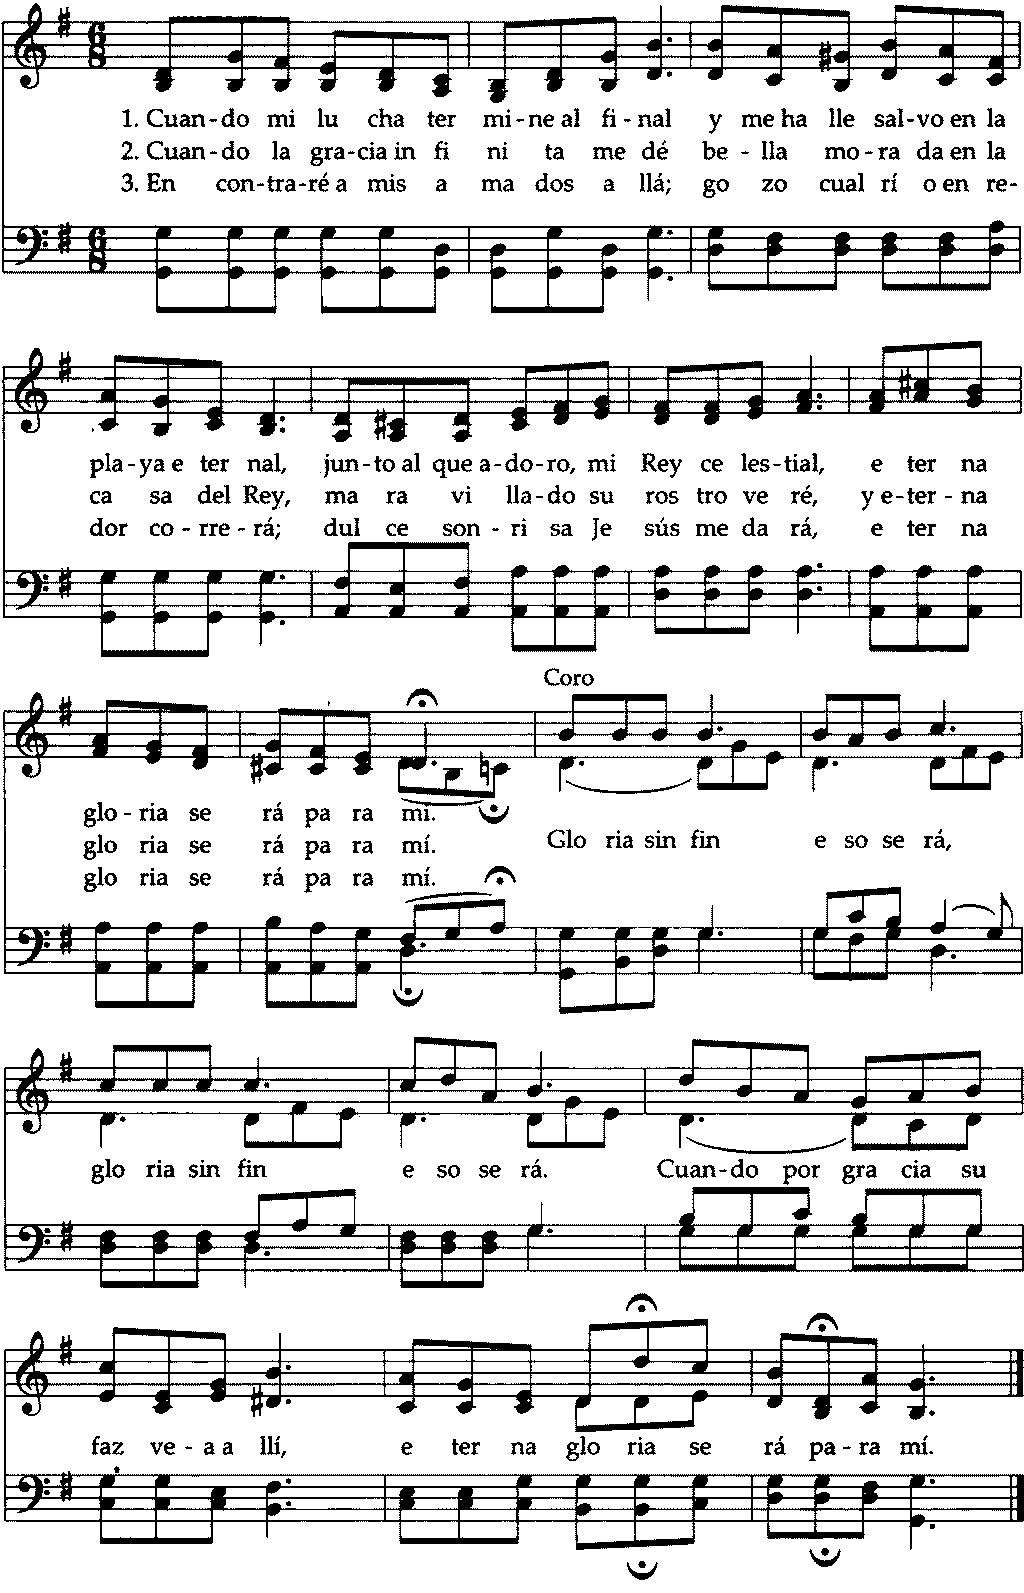 6 8
1. Cuan-do mi lu cha ter mi-ne al fi-nal y me ha lle sal-vo en la
2. Cuan-do la gra-cia in fi ni ta me dé be-lla mo-ra da en la
3. En con-tra-ré a mis a ma dos a llá; go zo cual rí o en re-
6 8
pla-ya e ter nal, jun-to al que a-do-ro, mi Rey ce les-tial, e ter na
ca sa del Rey, ma ra vi lla-do su ros tro ve ré, y e-ter-na
dor co-rre-rá; dul ce son-ri sa Je sús me da rá, e ter na
Coro
glo-ria se rá pa ra mí.
glo ria se rá pa ra mí. Glo ria sin fin e so se rá,
glo ria se rá pa ra mí.
glo ria sin fin e so se rá. Cuan-do por gra cia su
faz ve-a a llí, e ter na glo ria se rá pa-ra mí.